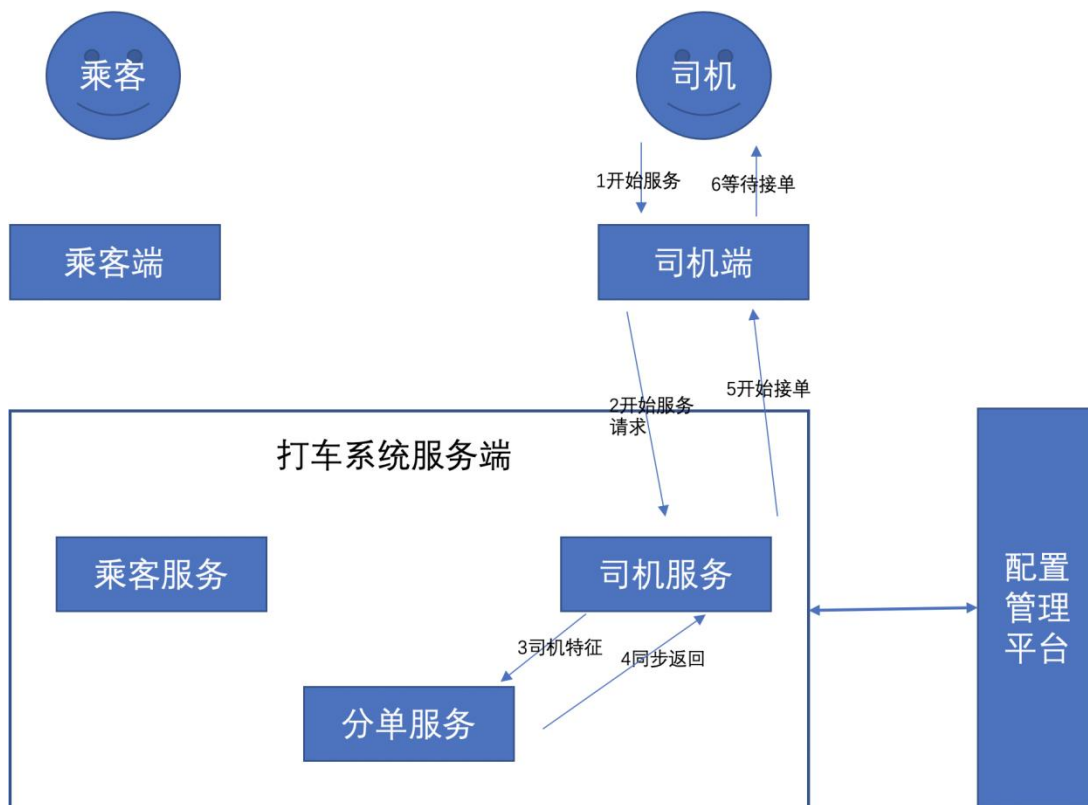 乘客
司机
1开始服务
6等待接单
乘客端
司机端
2开始服务
请求
5开始接单
打车系统服务端
乘客服务
司机服务
配置
管理
平台
3司机特征
4同步返回
分单服务